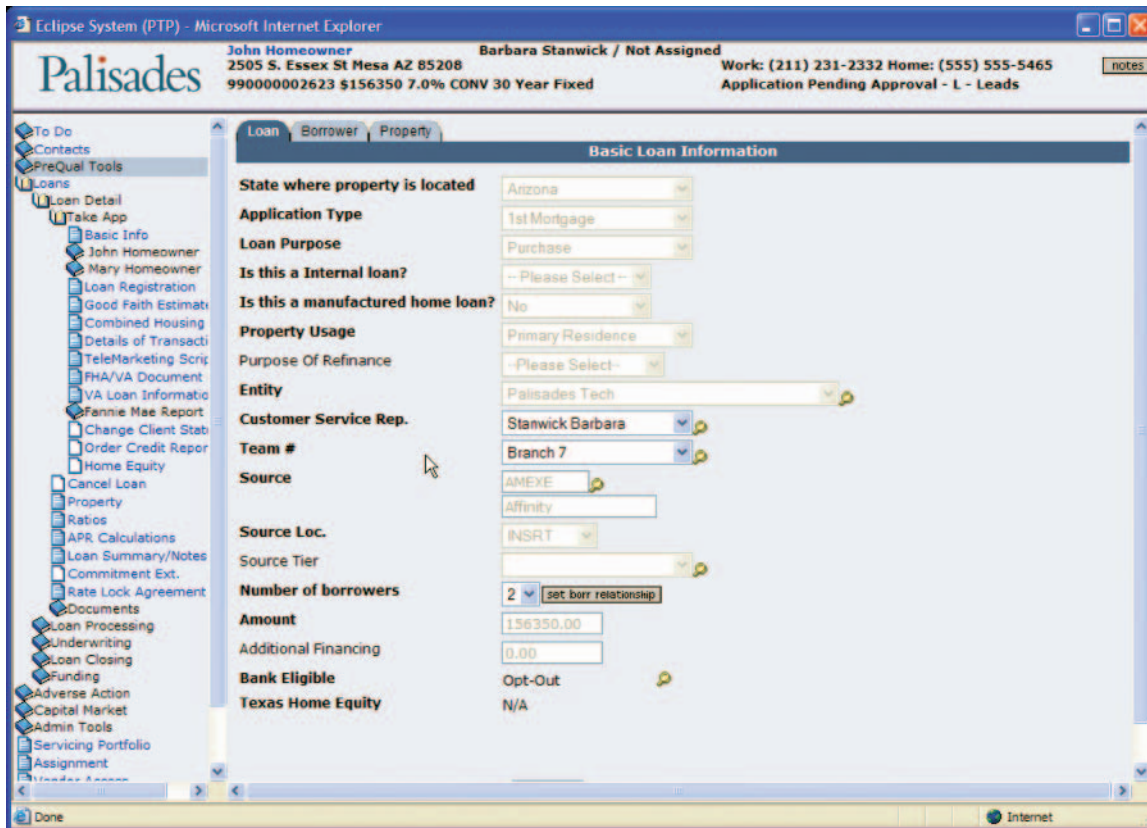 Eclipse System (PTP) - Microsoft Internet Explorer
Palisades
John Homeowner Barbara Stanwick / Not Assigned
2505 S. Essex St Mesa AZ 85208 Work: (211) 231-2332 Home: (555) 555-5465
990000002623 $156350 7.0% CONV 30 Year Fixed Application Pending Approval - L - Leads
notes
To Do
Contacts
PreQual Tools
Loans
Loan Detail
Take App
Basic Info
John Homeowner
Mary Homeowner
Loan Registration
Good Faith Estimate
Combined Housing
Details of Transacti
TeleMarketing Scrip
FHA/VA Document
VA Loan Informatio
Fannie Mae Report
Change Client Stat
Order Credit Repor
Home Equity
Cancel Loan
Property
Ratios
APR Calculations
Loan Summary/Notes
Commitment Ext.
Rate Lock Agreement
Documents
Loan Processing
Underwriting
Loan Closing
Funding
Adverse Action
Capital Market
Admin Tools
Servicing Portfolio
Assignment
Loan Borrower Property
Basic Loan Information
State where property is located Arizona
Application Type 1st Mortgage
Loan Purpose Purchase
Is this a Internal loan? --Please Select--
Is this a manufactured home loan? No
Property Usage Primary Residence
Purpose Of Refinance --Please Select--
Entity Palisades Tech
Customer Service Rep. Stanwick Barbara
Team # Branch 7
Source AMEXE
Affinity
Source Loc. INSRT
Source Tier
Number of borrowers 2 set borr relationship
Amount 156350.00
Additional Financing 0.00
Bank Eligible Opt-Out
Texas Home Equity N/A
Done Internet